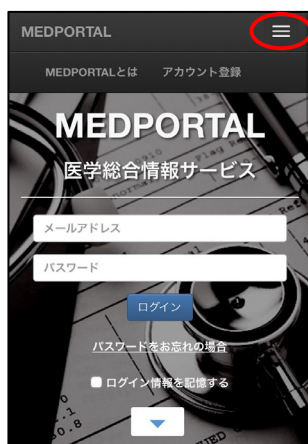 MEDPORTAL
MEDPORTALとは アカウント登録
MEDPORTAL
医学総合情報サービス
メールアドレス
パスワード
ログイン
パスワードをお忘れの場合
ログイン情報を記憶する